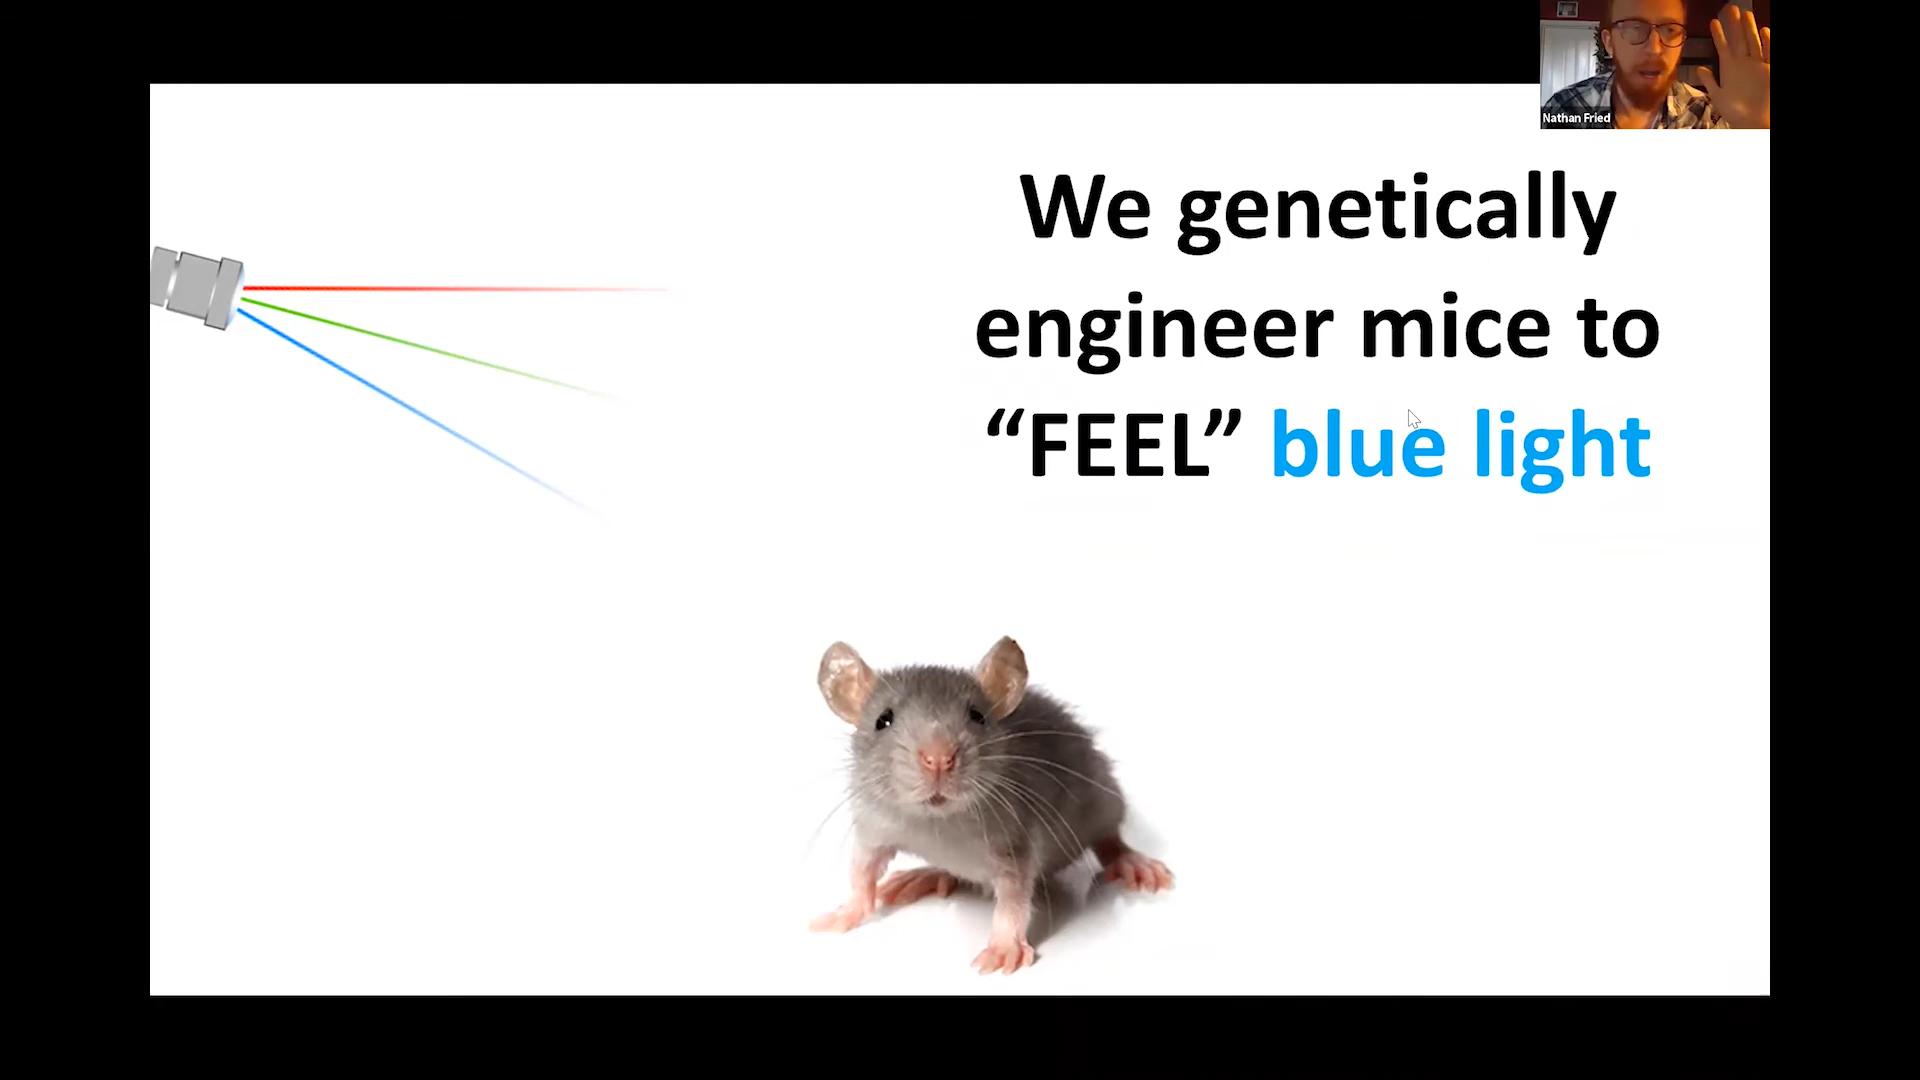 Nathan Fried
We genetically
engineer mice to
“FEEL” blue light